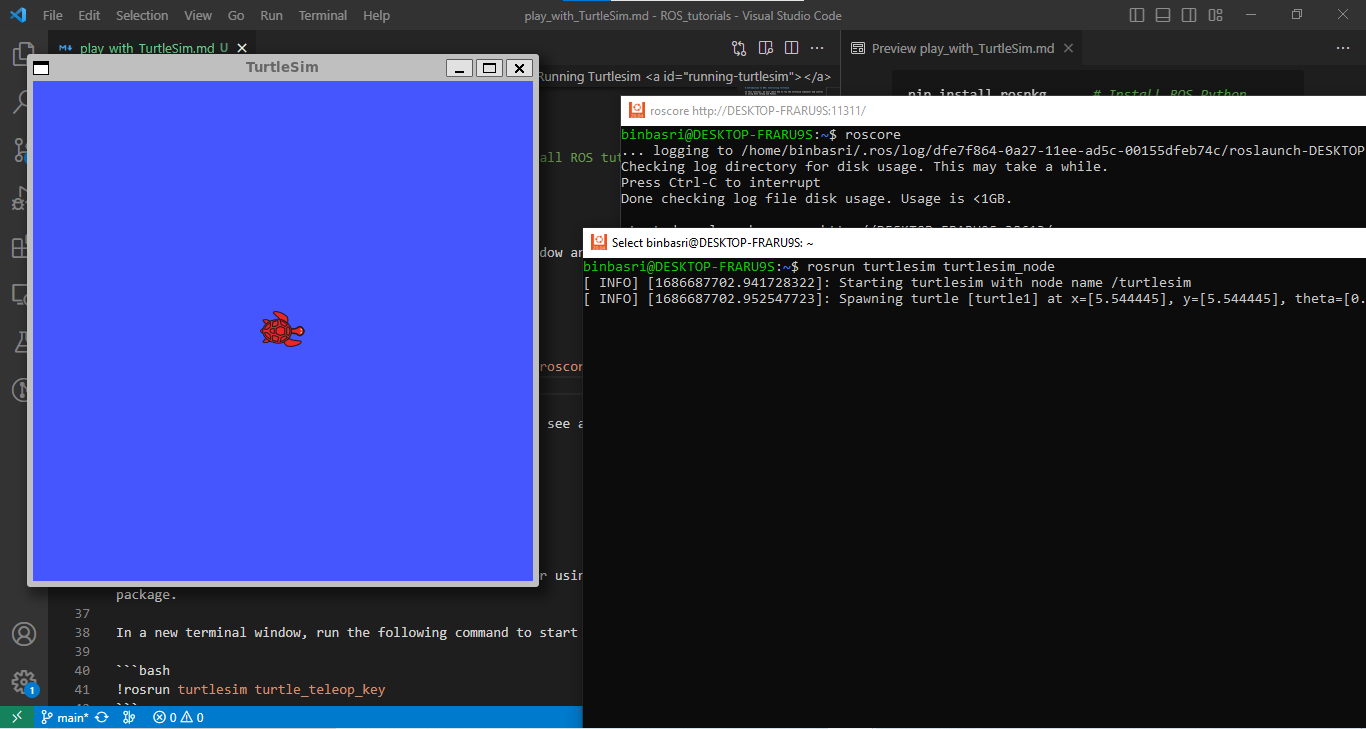 File Edit Selection View Go Run Terminal Help play_with_TurtleSim.md - ROS_tutorials - Visual Studio Code
play_with_TurtleSim.md U
Preview play_with_TurtleSim.md
TurtleSim
Running Turtlesim <a id="running-turtlesim"></a>
pip install rospkg # Install ROS Python
roscore http://DESKTOP-FRARU9S:11311/
binbasri@DESKTOP-FRARU9S:~$ roscore
... logging to /home/binbasri/.ros/log/dfe7f864-0a27-11ee-ad5c-00155dfeb74c/roslaunch-DESKTOP
all ROS tut
Checking log directory for disk usage. This may take a while.
Press Ctrl-C to interrupt
Done checking log file disk usage. Usage is <1GB.
Select binbasri@DESKTOP-FRARU9S: ~
dow an
binbasri@DESKTOP-FRARU9S:~$ rosrun turtlesim turtlesim_node
[ INFO] [1686687702.941728322]: Starting turtlesim with node name /turtlesim
[ INFO] [1686687702.952547723]: Spawning turtle [turtle1] at x=[5.544445], y=[5.544445], theta=[0.
roscor
see a
r usin
package.
37
38 In a new terminal window, run the following command to start
39
40 ```bash
41 !rosrun turtlesim turtle_teleop_key
```
1
main* 0 0